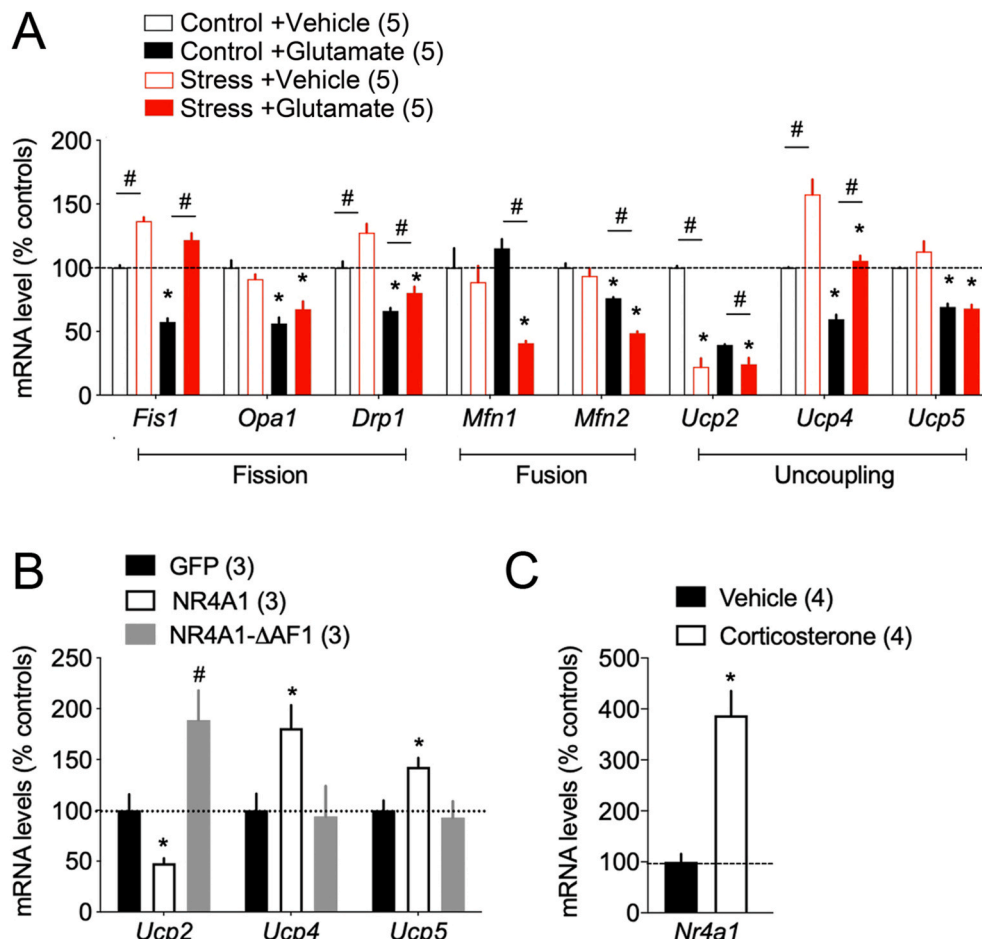 A
Control +Vehicle (5)
Control +Glutamate (5)
Stress +Vehicle (5)
Stress +Glutamate (5)
mRNA level (% controls)
200
150
100
50
0
# # # # # # # # # #
* * * * * * * * * * * * *
Fis1 Opa1 Drp1 Mfn1 Mfn2 Ucp2 Ucp4 Ucp5
Fission Fusion Uncoupling
B
GFP (3)
NR4A1 (3)
NR4A1-ΔAF1 (3)
mRNA levels (% controls)
250
200
150
100
50
0
* # * *
Ucp2 Ucp4 Ucp5
C
Vehicle (4)
Corticosterone (4)
mRNA levels (% controls)
500
400
300
200
100
0
*
Nr4a1